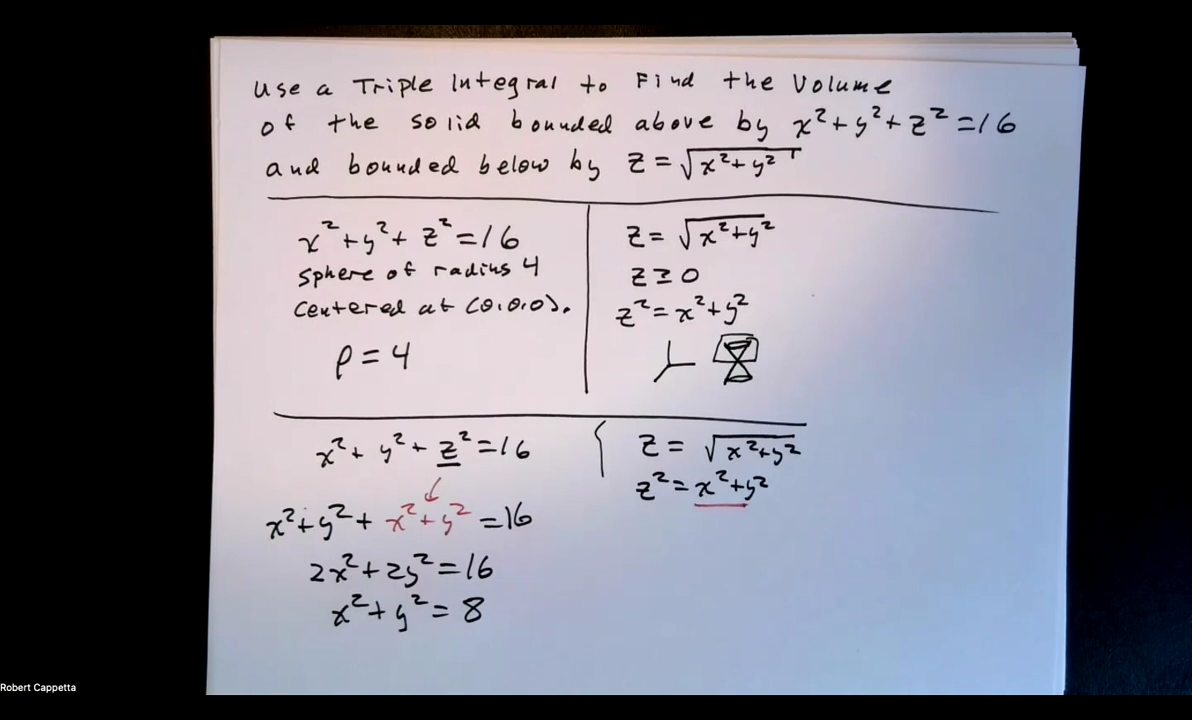 Use a Triple Integral to Find the Volume
of the solid bounded above by x²+y²+z²=16
and bounded below by z=√x²+y²
x²+y²+z²=16
Sphere of radius 4
Centered at (0,0,0).
ρ=4
z=√x²+y²
z≥0
z²=x²+y²
x²+y²+z²=16
x²+y²+x²+y²=16
2x²+2y²=16
x²+y²=8
z=√x²+y²
z²=x²+y²
Robert Cappetta